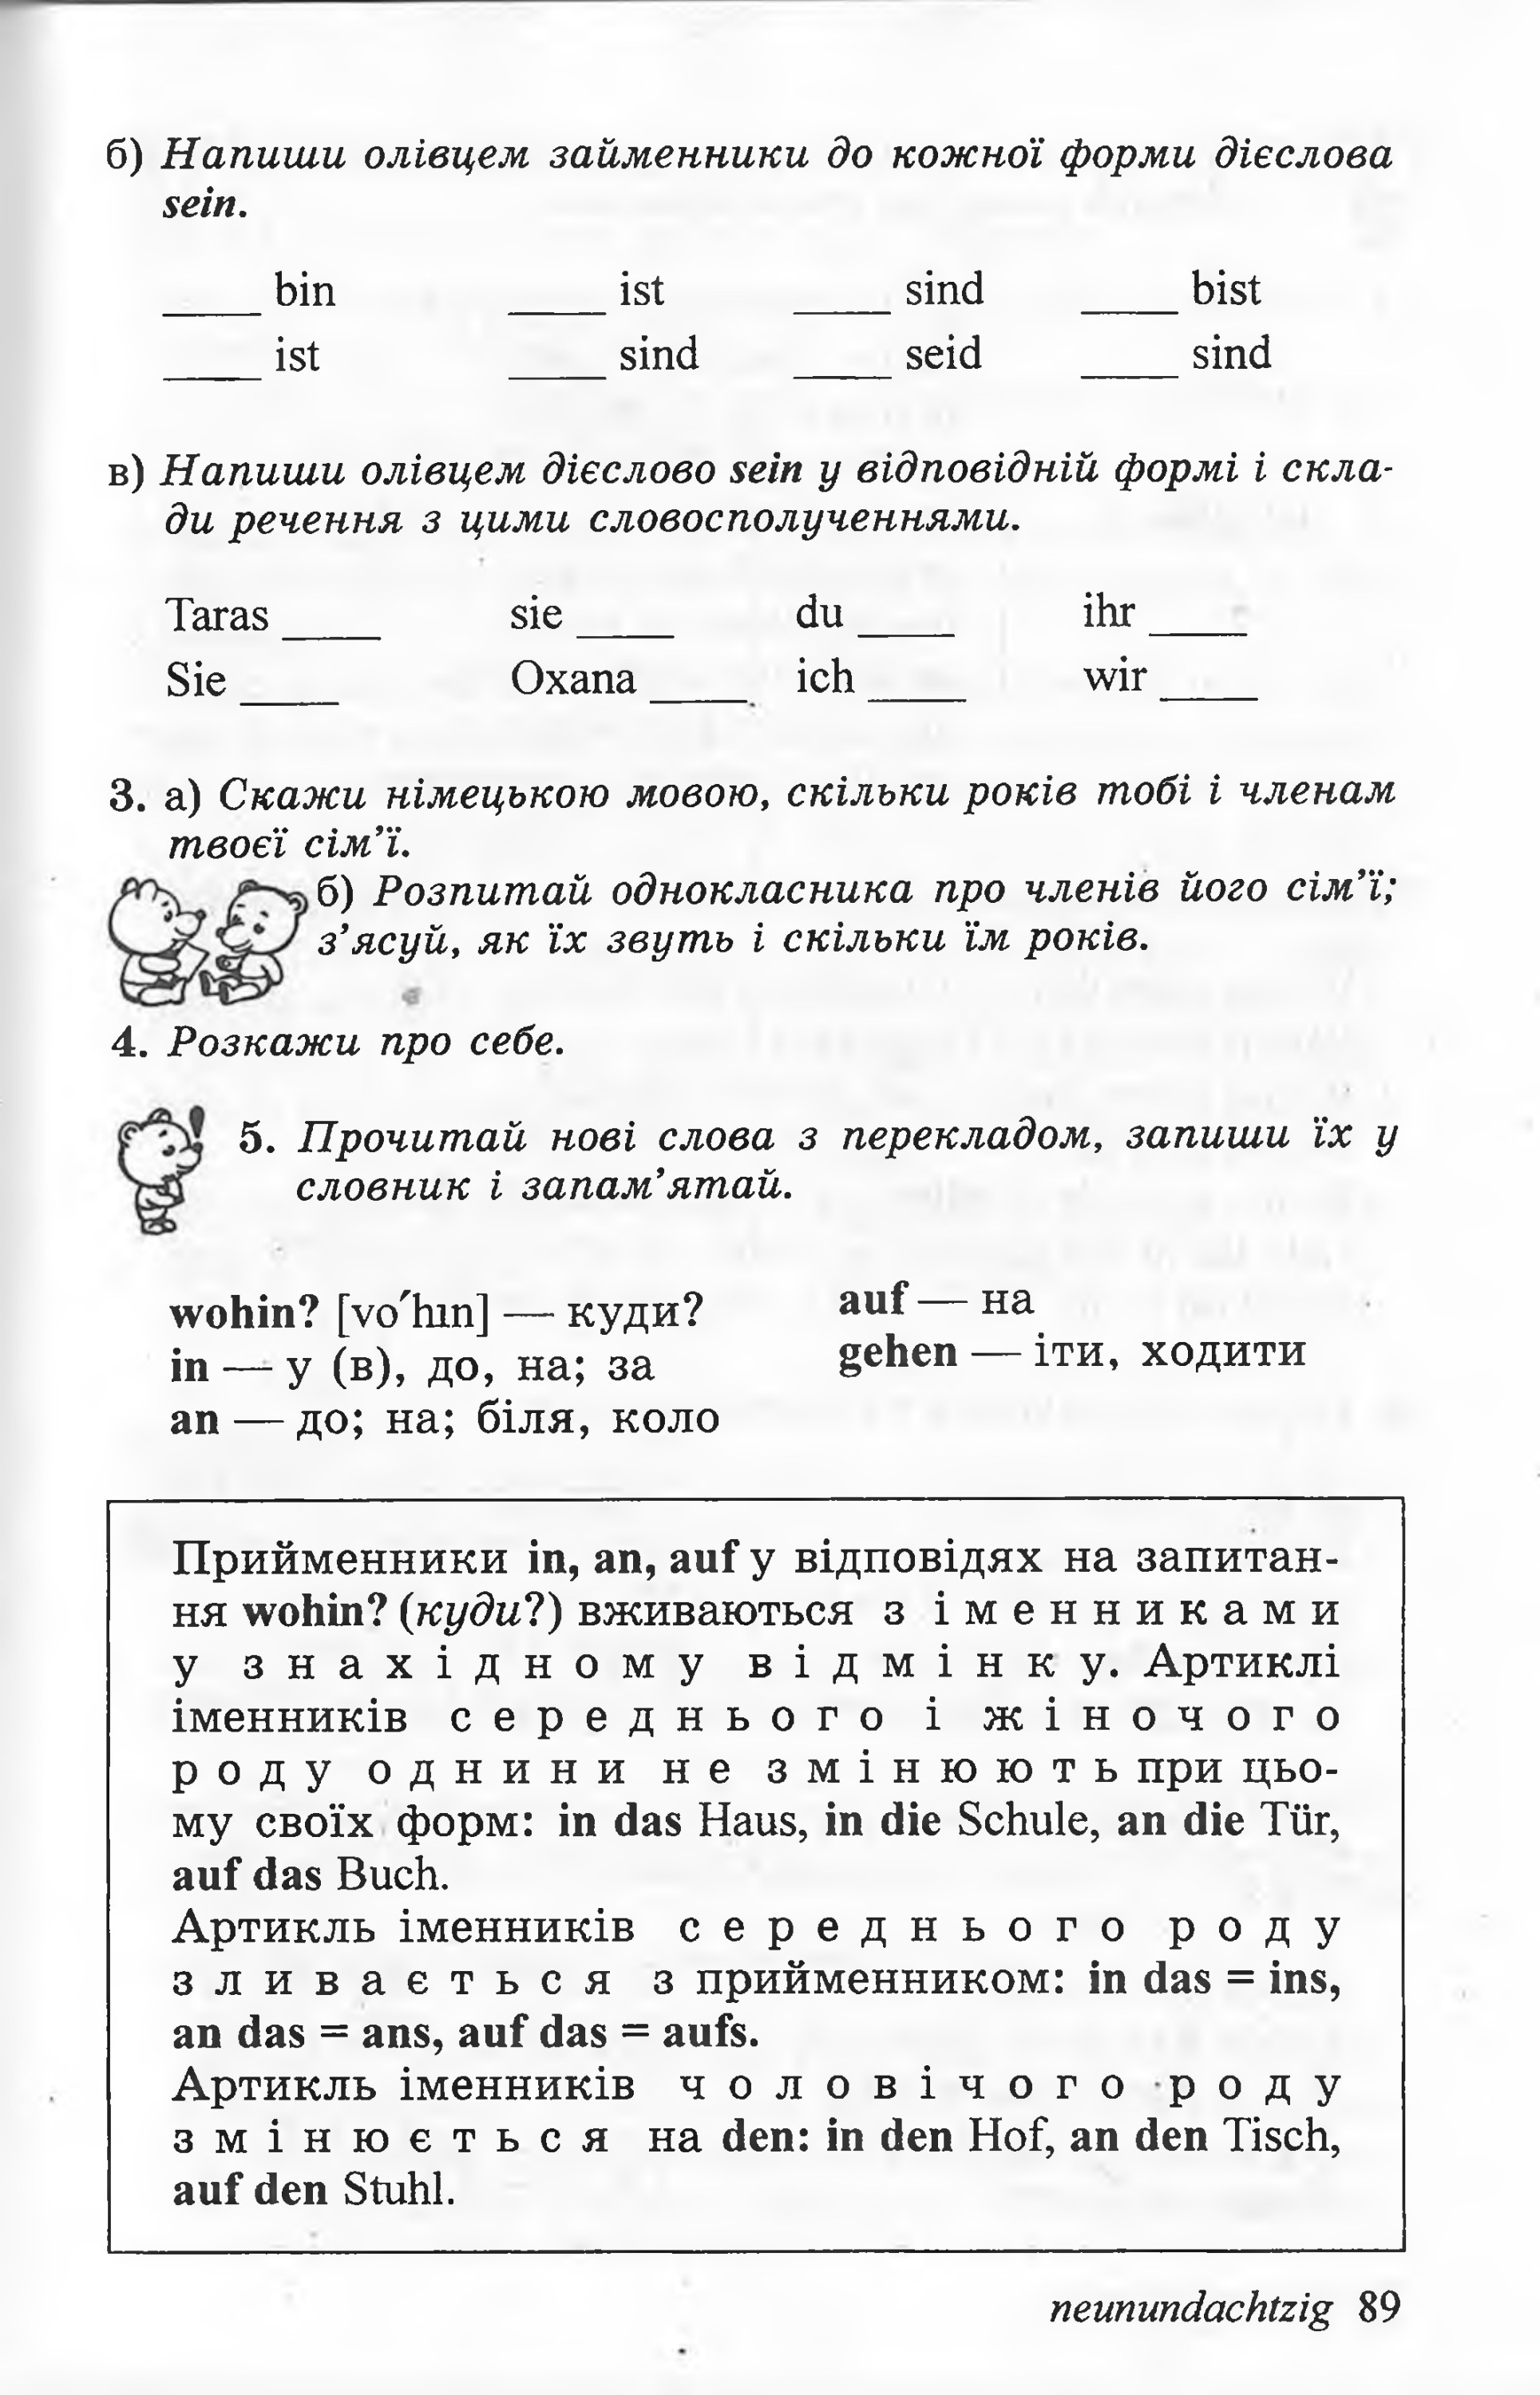 б) Напиши олівцем займенники до кожної форми дієслова
sein.
____ bin ____ ist ____ sind ____ bist
____ ist ____ sind ____ seid ____ sind
в) Напиши олівцем дієслово sein у відповідній формі і скла-
ди речення з цими словосполученнями.
Taras ____ sie ____ du ____ ihr ____
Sie ____ Oxana ____ ich ____ wir ____
3. а) Скажи німецькою мовою, скільки років тобі і членам
твоєї сім’ї.
б) Розпитай однокласника про членів його сім’ї;
з’ясуй, як їх звуть і скільки їм років.
4. Розкажи про себе.
5. Прочитай нові слова з перекладом, запиши їх у
словник і запам’ятай.
wohin? [vo′hın] — куди?
in — у (в), до, на; за
an — до; на; біля, коло
auf — на
gehen — іти, ходити
Прийменники in, an, auf у відповідях на запитан-
ня wohin? (куди?) вживаються з іменниками
у знахідному відмінку. Артиклі
іменників середнього і жіночого
роду однини не змінюють при цьо-
му своїх форм: in das Haus, in die Schule, an die Tür,
auf das Buch.
Артикль іменників середнього роду
зливається з прийменником: in das = ins,
an das = ans, auf das = aufs.
Артикль іменників чоловічого роду
змінюється на den: in den Hof, an den Tisch,
auf den Stuhl.
neunundachtzig 89